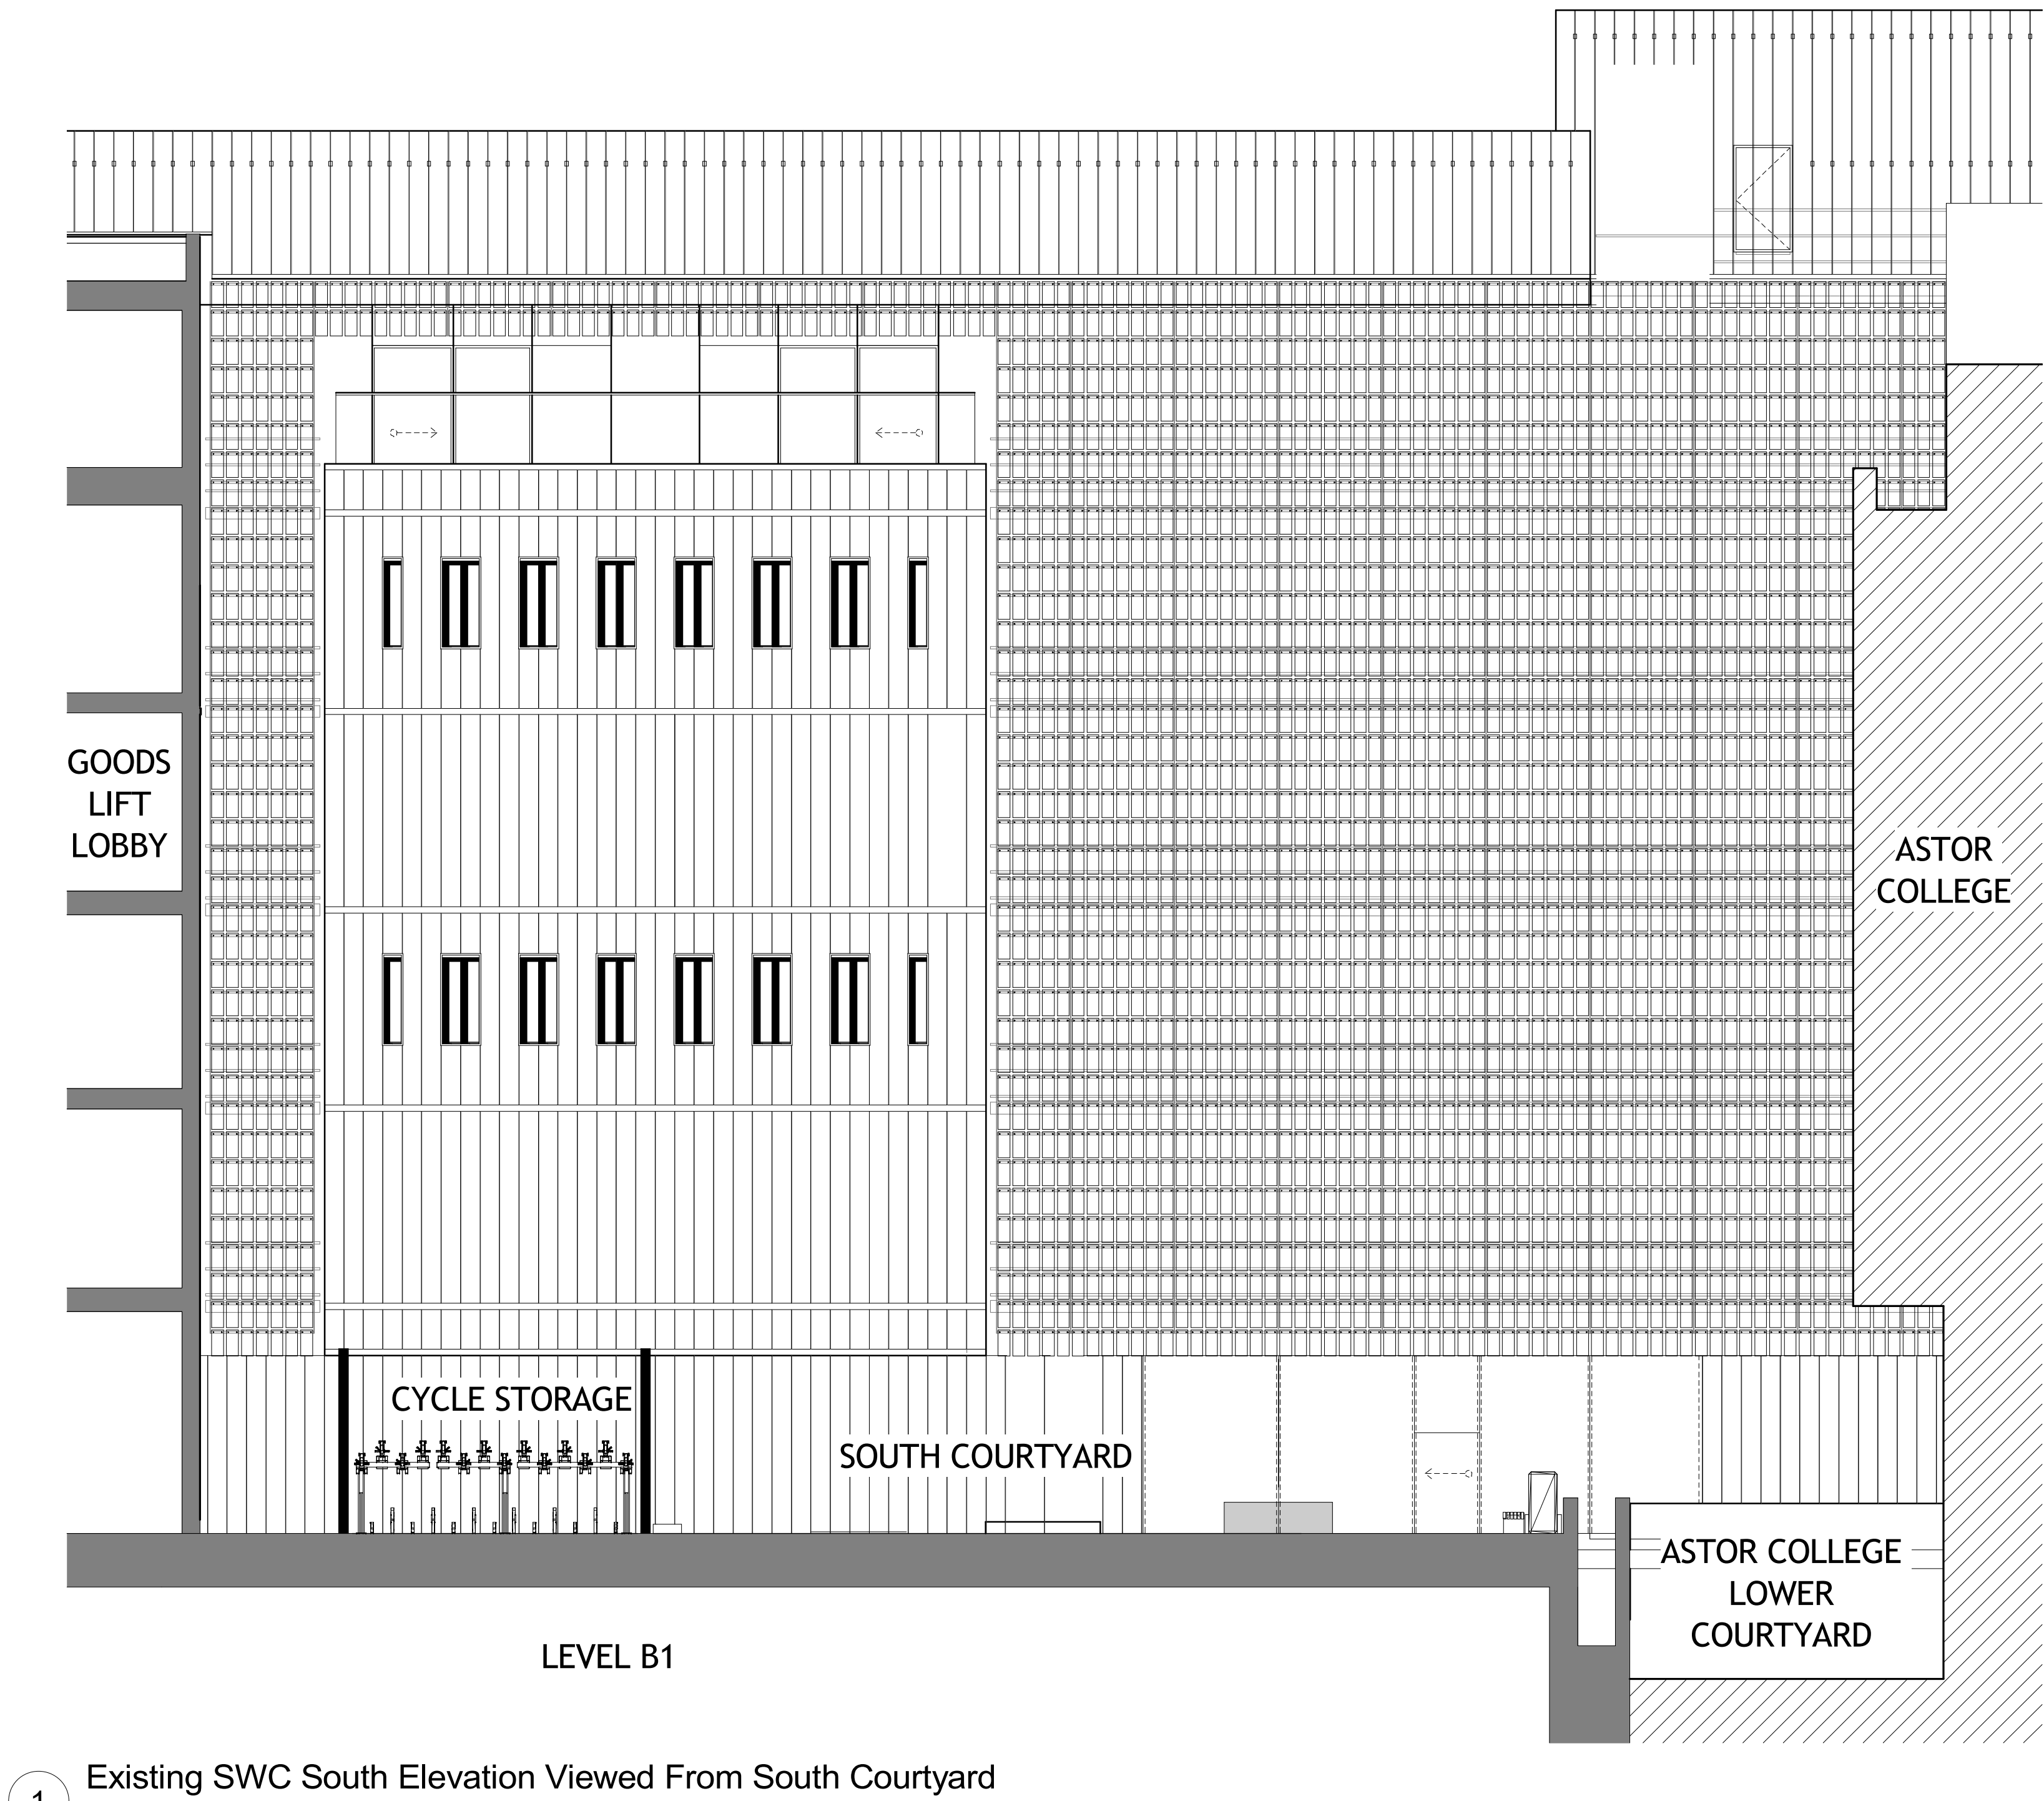 GOODS
LIFT
LOBBY
ASTOR
COLLEGE
CYCLE STORAGE
SOUTH COURTYARD
ASTOR COLLEGE
LOWER
COURTYARD
LEVEL B1
1
Existing SWC South Elevation Viewed From South Courtyard